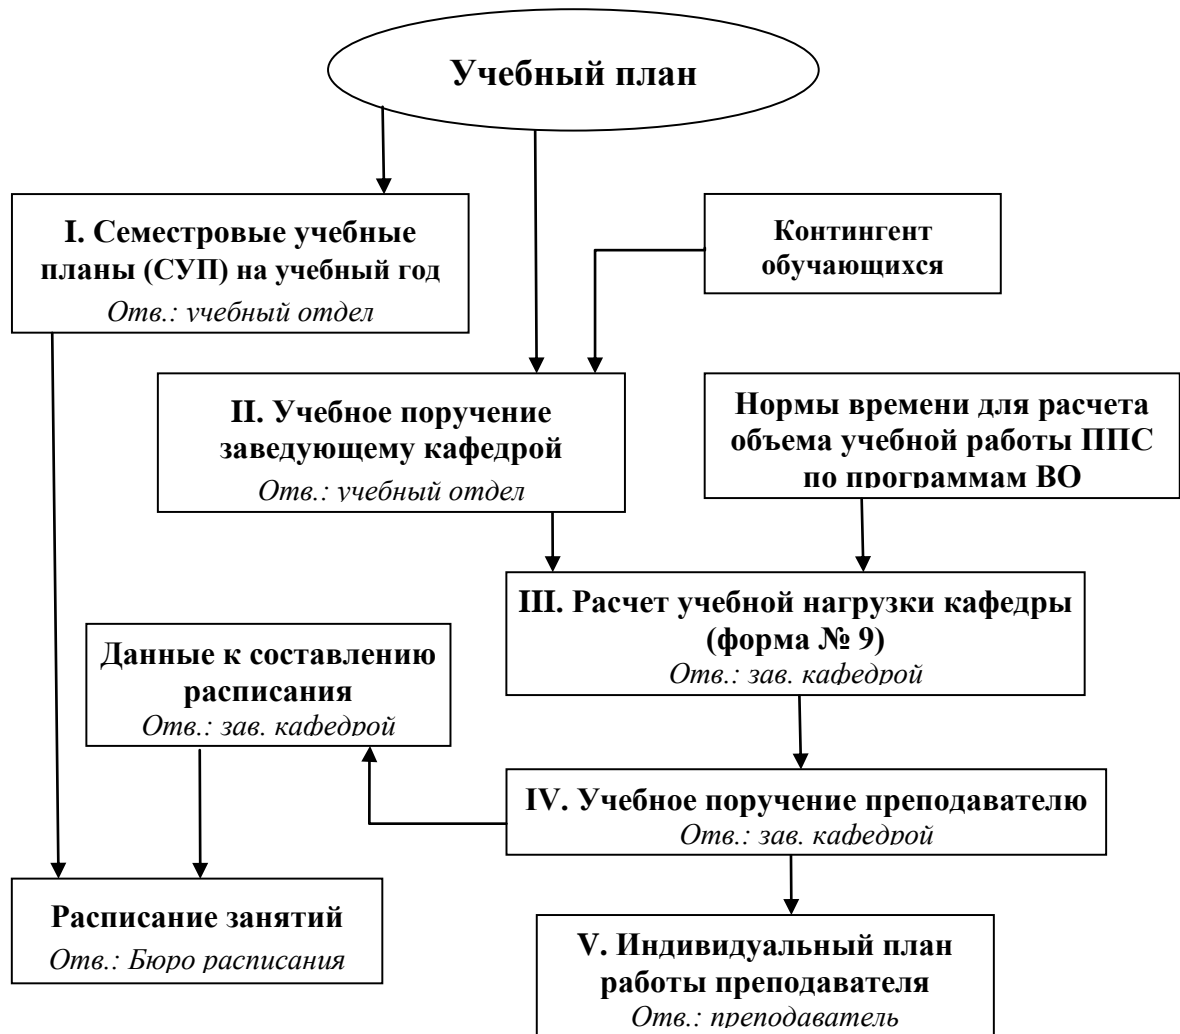 Учебный план
I. Семестровые учебные
планы (СУП) на учебный год
Отв.: учебный отдел
Контингент
обучающихся
II. Учебное поручение
заведующему кафедрой
Отв.: учебный отдел
Нормы времени для расчета
объема учебной работы ППС
по программам ВО
III. Расчет учебной нагрузки кафедры
(форма № 9)
Отв.: зав. кафедрой
Данные к составлению
расписания
Отв.: зав. кафедрой
IV. Учебное поручение преподавателю
Отв.: зав. кафедрой
Расписание занятий
Отв.: Бюро расписания
V. Индивидуальный план
работы преподавателя
Отв.: преподаватель